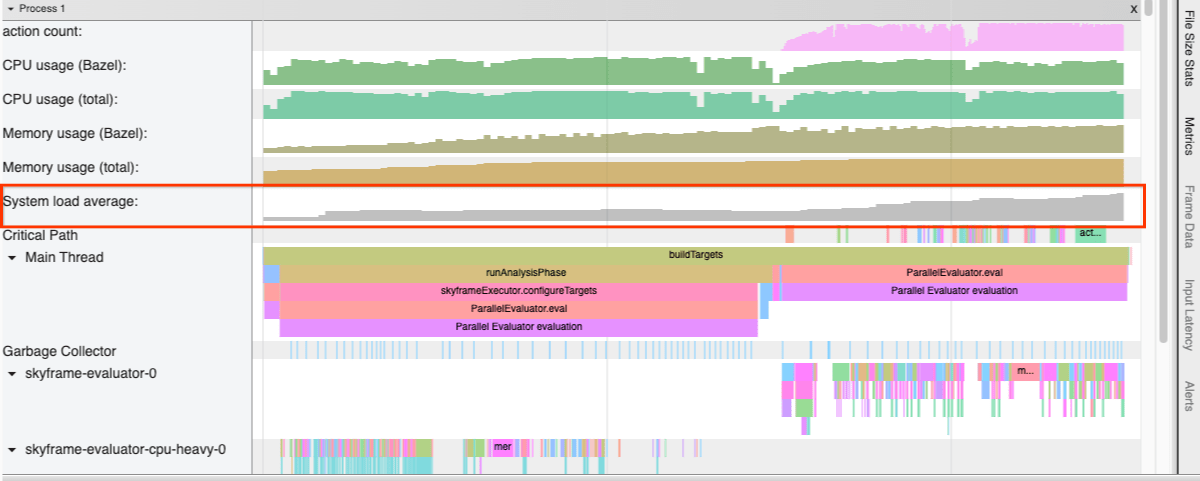 Process 1
X
action count:
CPU usage (Bazel):
CPU usage (total):
Memory usage (Bazel):
Memory usage (total):
System load average:
Critical Path
act...
Main Thread
buildTargets
runAnalysisPhase
ParallelEvaluator.eval
skyframeExecutor.configureTargets
Parallel Evaluator evaluation
ParallelEvaluator.eval
Parallel Evaluator evaluation
Garbage Collector
skyframe-evaluator-0
m...
skyframe-evaluator-cpu-heavy-0
mer
File Size Stats
Metrics
Frame Data
Input Latency
Alerts